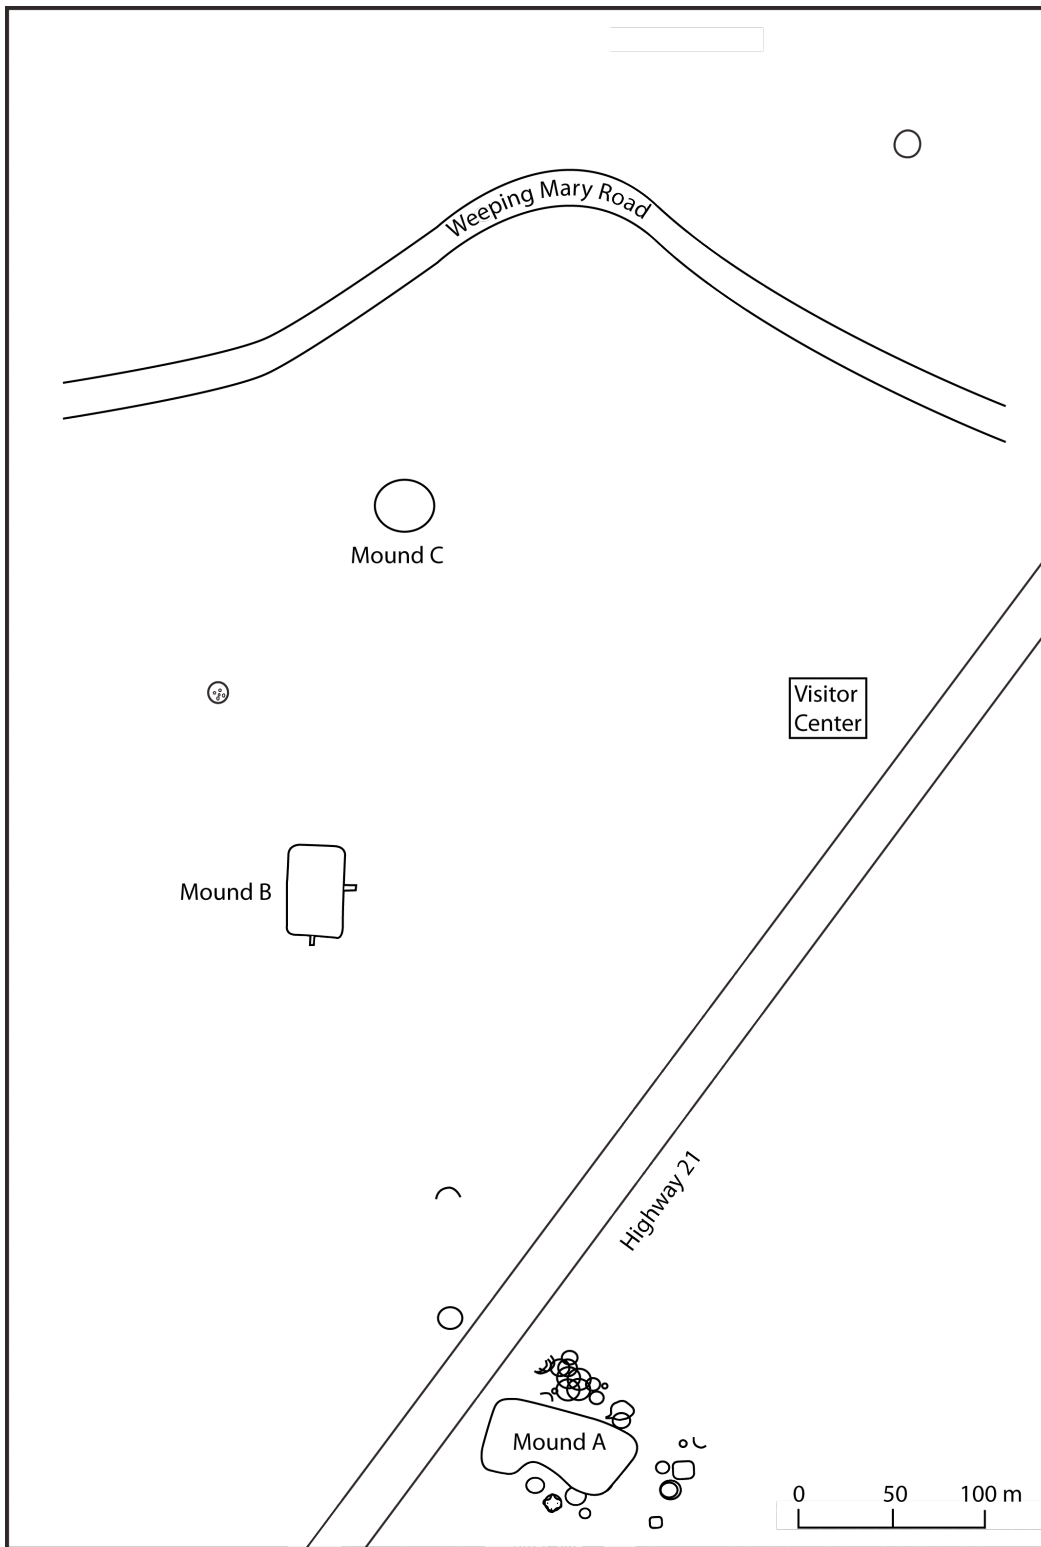 Weeping Mary Road
Mound C
Visitor
Center
Mound B
Highway 21
Mound A
0 50 100 m